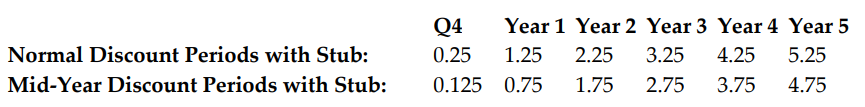 Q4 Year 1 Year 2 Year 3 Year 4 Year 5
Normal Discount Periods with Stub: 0.25 1.25 2.25 3.25 4.25 5.25
Mid-Year Discount Periods with Stub: 0.125 0.75 1.75 2.75 3.75 4.75